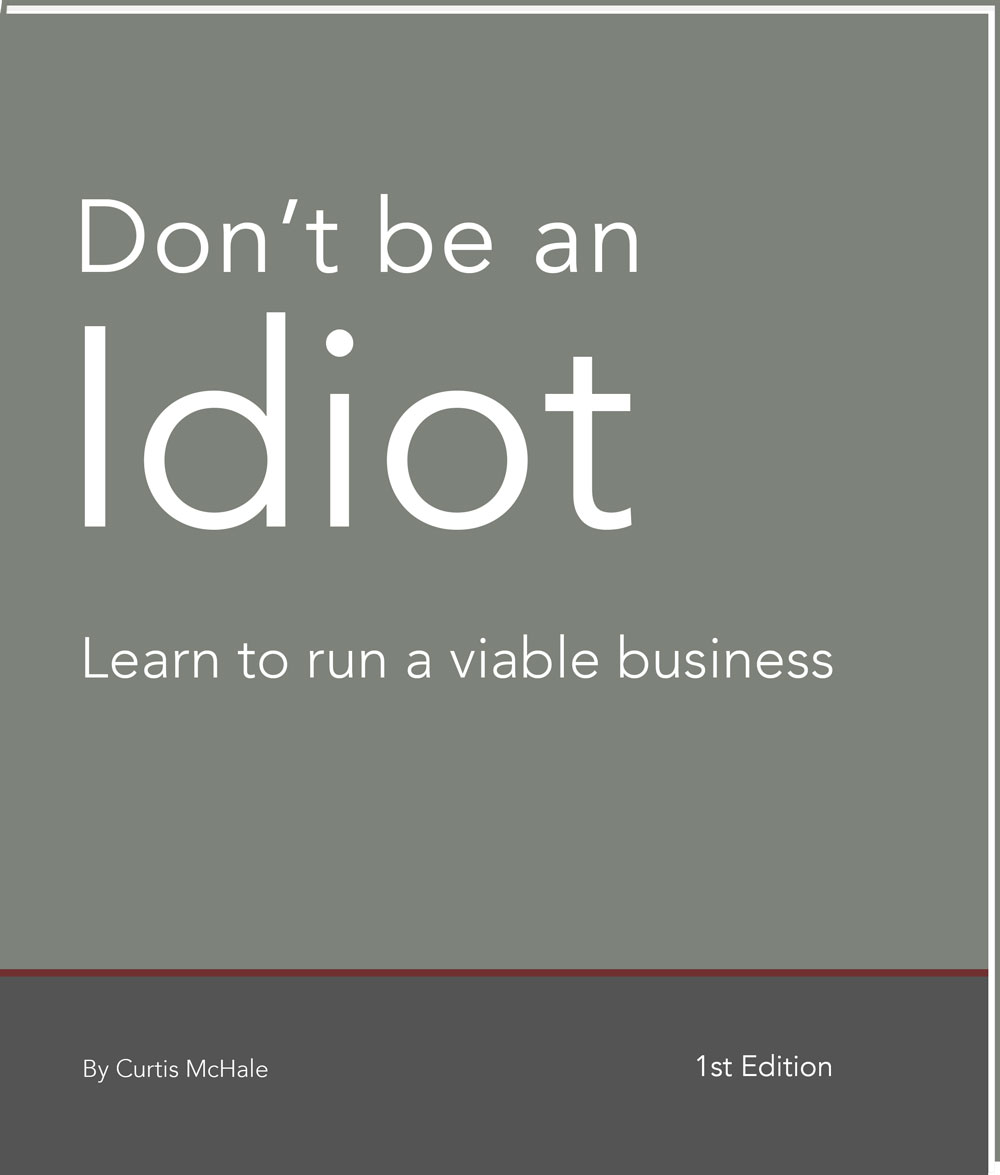 Don’t be an
Idiot
Learn to run a viable business
By Curtis McHale
1st Edition